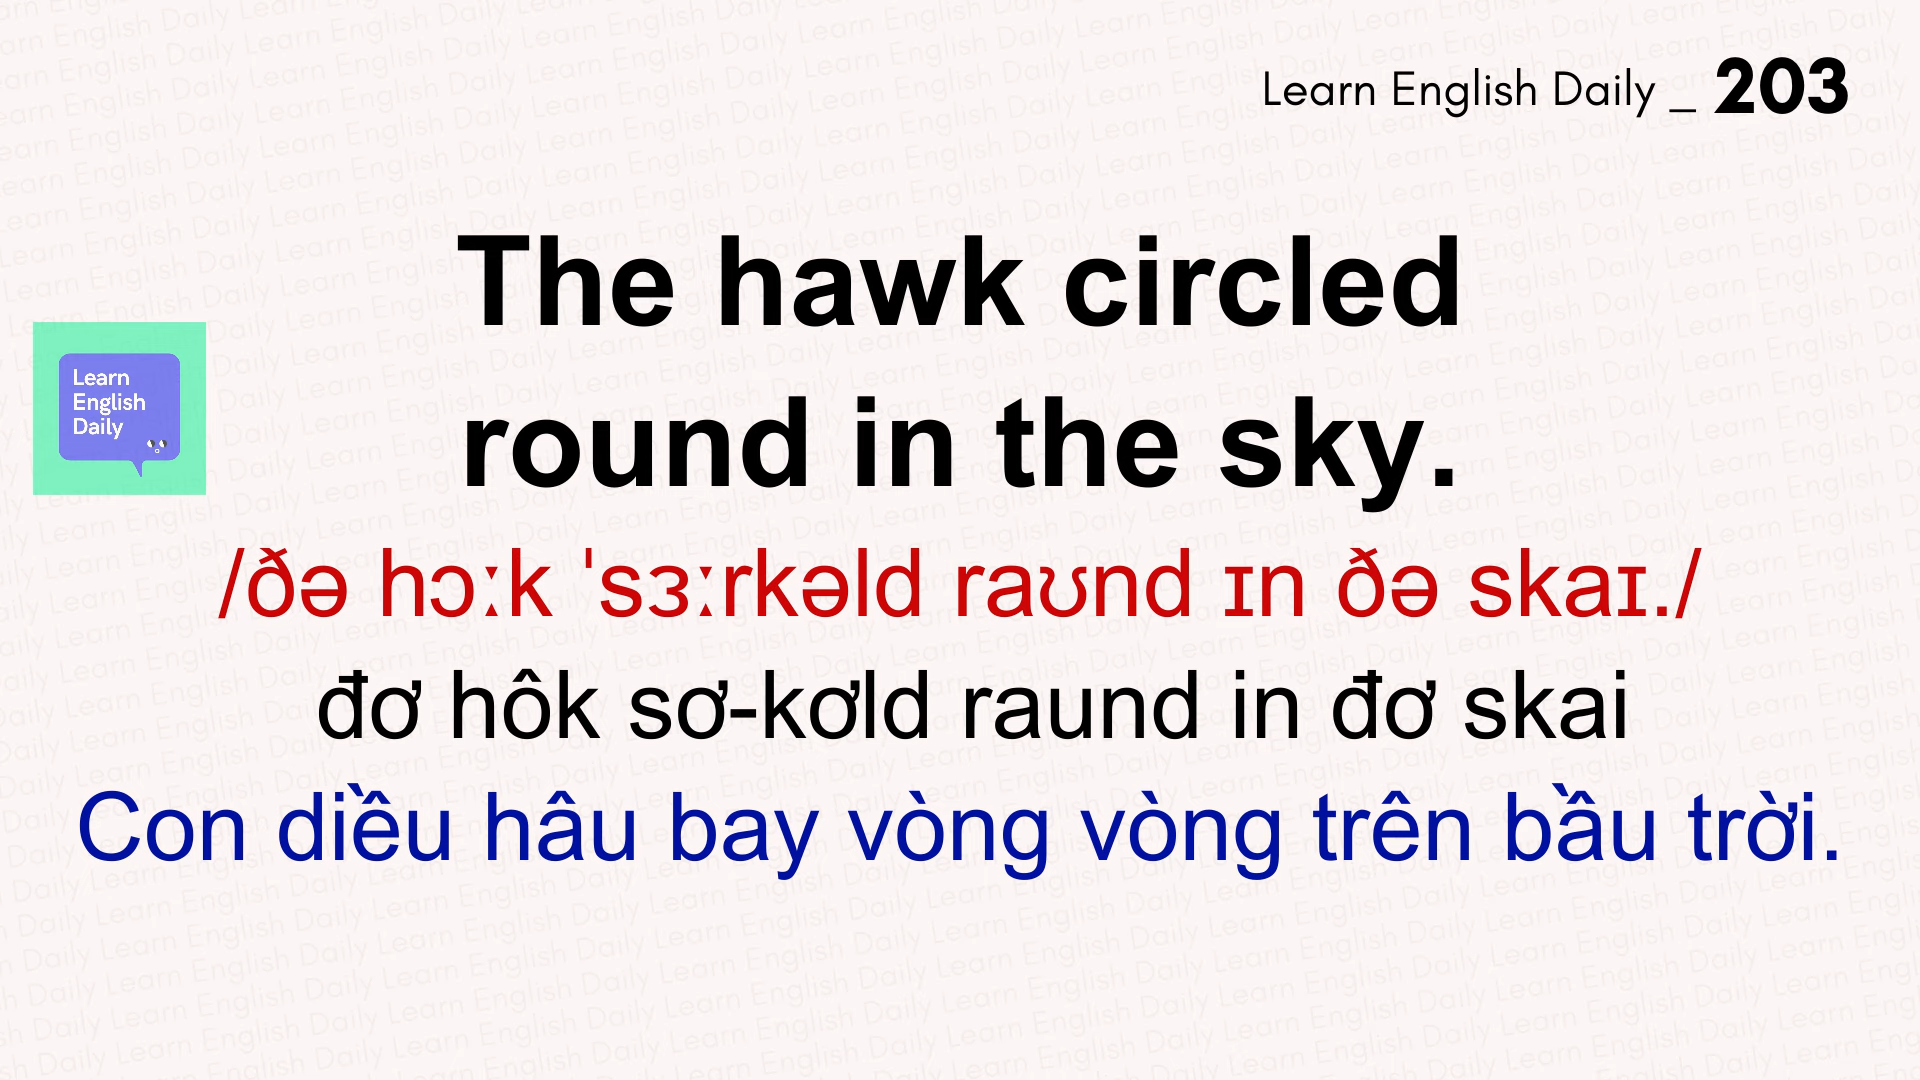 Learn English Daily _ 203
The hawk circled
round in the sky.
Learn
English
Daily
/ðə hɔːk ˈsɜːrkəld raʊnd ɪn ðə skaɪ./
đơ hôk sơ-kơld raund in đơ skai
Con diều hâu bay vòng vòng trên bầu trời.